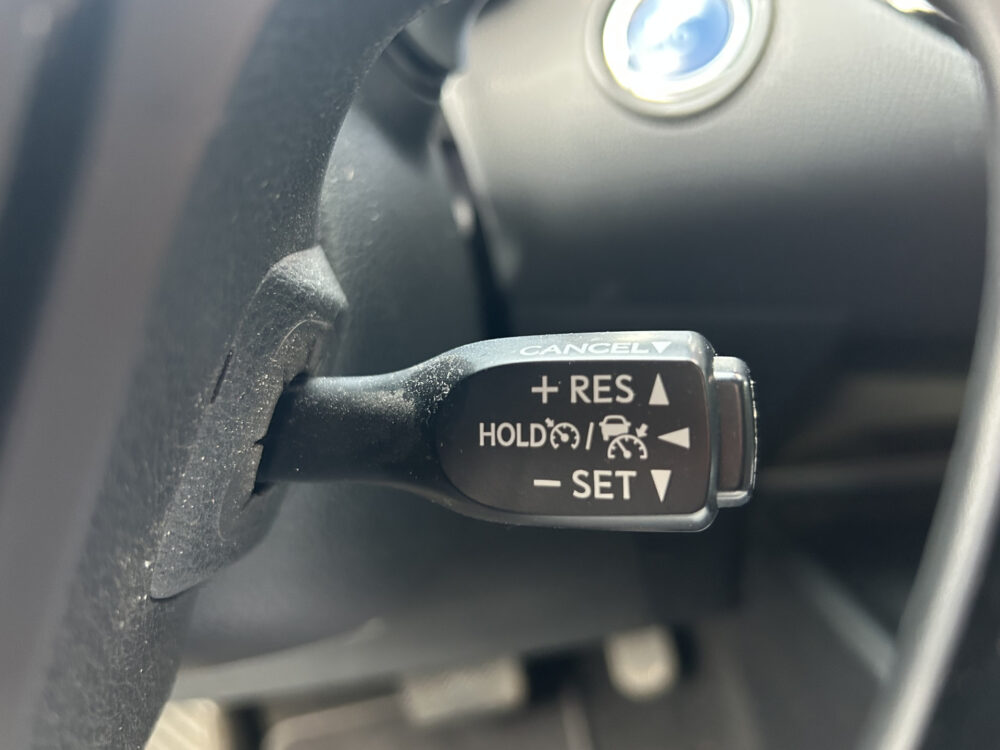 CANCEL▼
+ RES ▲
HOLD / ◀
− SET ▼